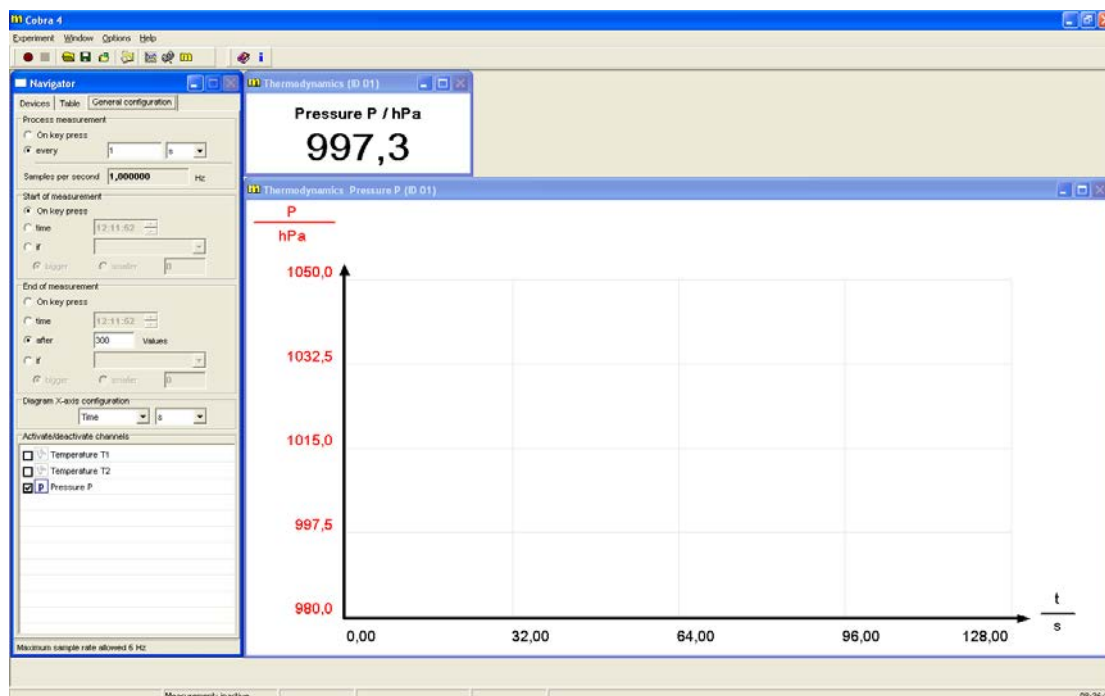 Cobra 4
Experiment Window Options Help
Navigator
Devices Table General configuration
Process measurement
On key press
every 1 s
Samples per second 1,000000 Hz
Start of measurement
On key press
time 12:11:52
if
bigger smaller 0
End of measurement
On key press
time 12:11:52
after 300 Values
if
bigger smaller 0
Diagram X-axis configuration
Time s
Activate/deactivate channels
Temperature T1
Temperature T2
P Pressure P
Maximum sample rate allowed 6 Hz
Thermodynamics (ID 01)
Pressure P / hPa
997,3
Thermodynamics Pressure P (ID 01)
P
hPa
1050,0
1032,5
1015,0
997,5
980,0
0,00 32,00 64,00 96,00 128,00
t
s